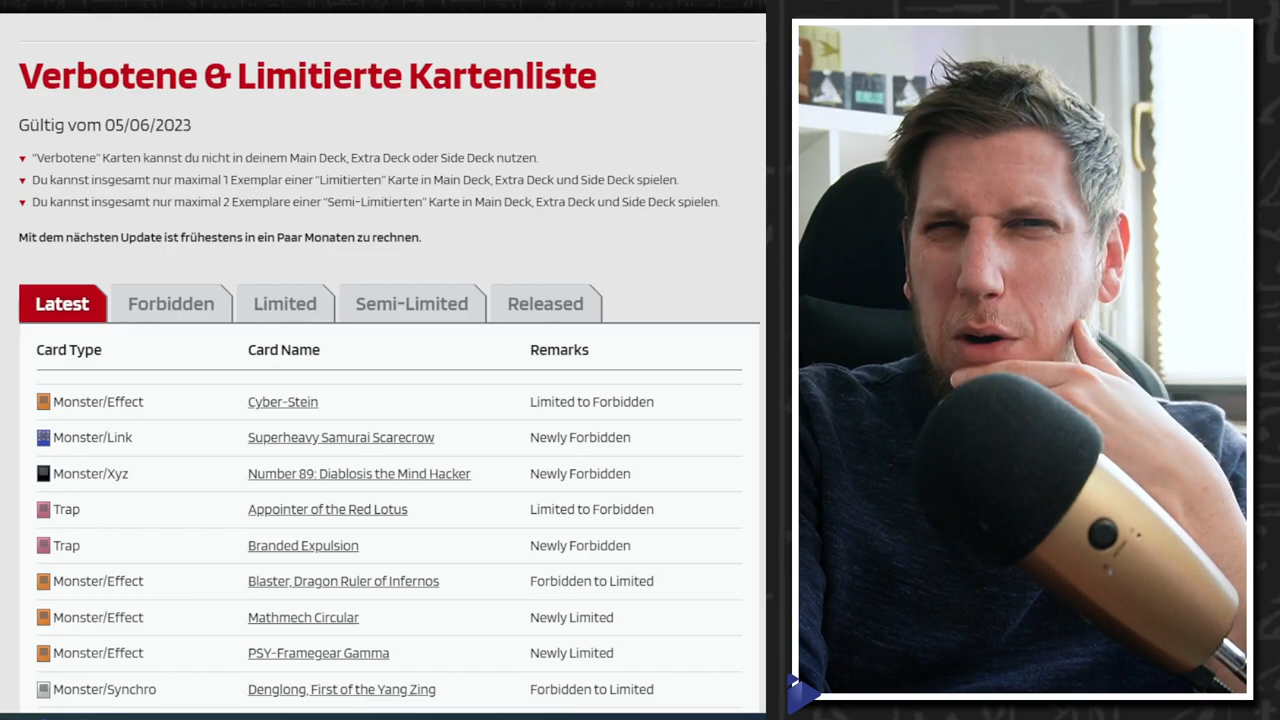 Verbotene & Limitierte Kartenliste
Gültig vom 05/06/2023
"Verbotene" Karten kannst du nicht in deinem Main Deck, Extra Deck oder Side Deck nutzen.
Du kannst insgesamt nur maximal 1 Exemplar einer "Limitierten" Karte in Main Deck, Extra Deck und Side Deck spielen.
Du kannst insgesamt nur maximal 2 Exemplare einer "Semi-Limitierten" Karte in Main Deck, Extra Deck und Side Deck spielen.
Mit dem nächsten Update ist frühestens in ein Paar Monaten zu rechnen.
Latest Forbidden Limited Semi-Limited Released
Card Type Card Name Remarks
Monster/Effect Cyber-Stein Limited to Forbidden
Monster/Link Superheavy Samurai Scarecrow Newly Forbidden
Monster/Xyz Number 89: Diablosis the Mind Hacker Newly Forbidden
Trap Appointer of the Red Lotus Limited to Forbidden
Trap Branded Expulsion Newly Forbidden
Monster/Effect Blaster, Dragon Ruler of Infernos Forbidden to Limited
Monster/Effect Mathmech Circular Newly Limited
Monster/Effect PSY-Framegear Gamma Newly Limited
Monster/Synchro Denglong, First of the Yang Zing Forbidden to Limited